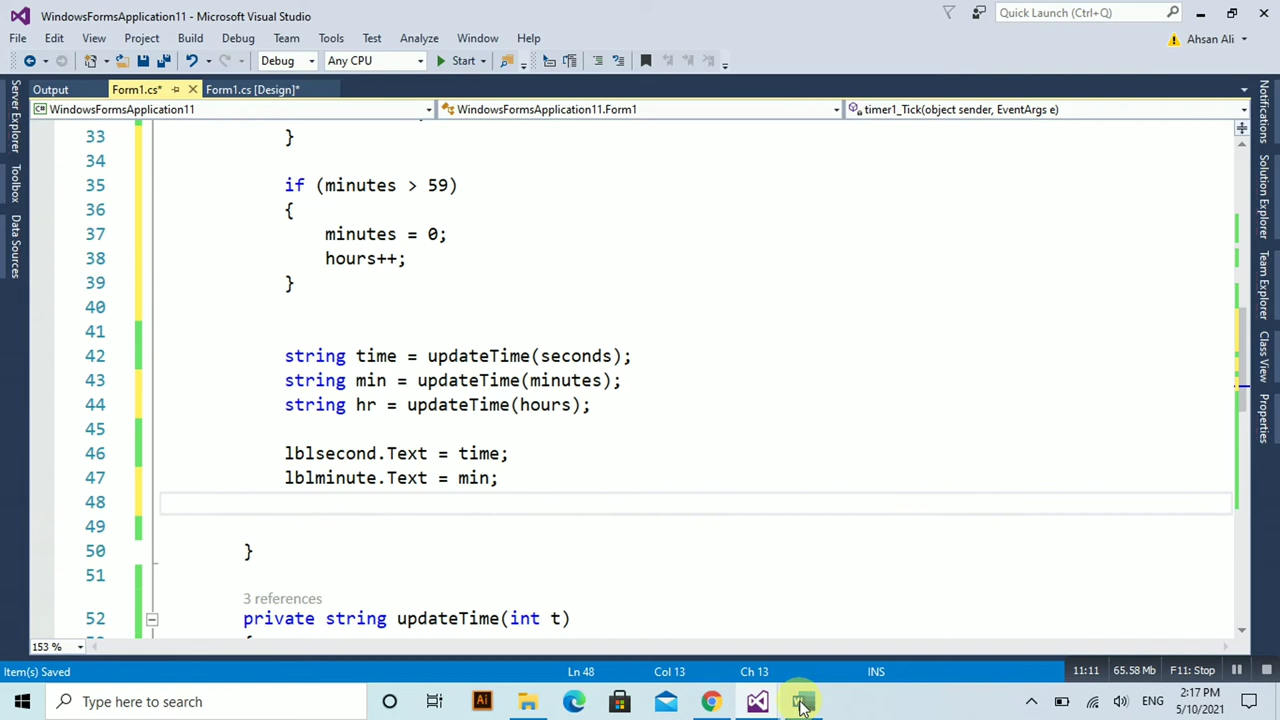 WindowsFormsApplication11 - Microsoft Visual Studio
Quick Launch (Ctrl+Q)
File Edit View Project Build Debug Team Tools Test Analyze Window Help
Ahsan Ali
Debug Any CPU Start
Output Form1.cs* Form1.cs [Design]*
WindowsFormsApplication11 WindowsFormsApplication11.Form1 timer1_Tick(object sender, EventArgs e)
Server Explorer
Toolbox
Data Sources
33 }
34
35 if (minutes > 59)
36 {
37 minutes = 0;
38 hours++;
39 }
40
41
42 string time = updateTime(seconds);
43 string min = updateTime(minutes);
44 string hr = updateTime(hours);
45
46 lblsecond.Text = time;
47 lblminute.Text = min;
48
49
50 }
51
3 references
52 private string updateTime(int t)
Notifications
Solution Explorer
Team Explorer
Class View
Properties
153 %
Item(s) Saved Ln 48 Col 13 Ch 13 INS 11:11 65.58 Mb F11: Stop
Type here to search
Ai
ENG
2:17 PM
5/10/2021